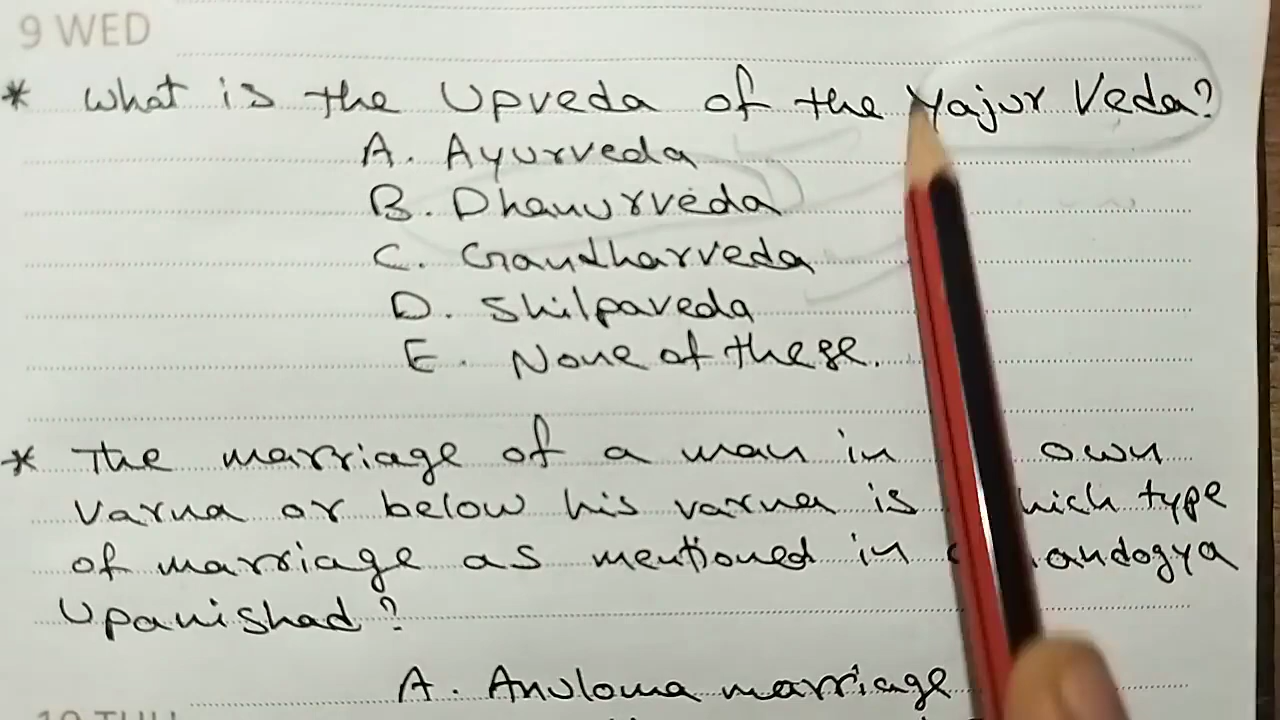 9 WED
* What is the Upveda of the Yajur Veda?
A. Ayurveda
B. Dhanurveda
C. Gandharveda
D. Shilpaveda
E. None of these.
* The marriage of a man in own
varna or below his varna is which type
of marriage as mentioned in
Upanishad?
A. Anuloma marriage